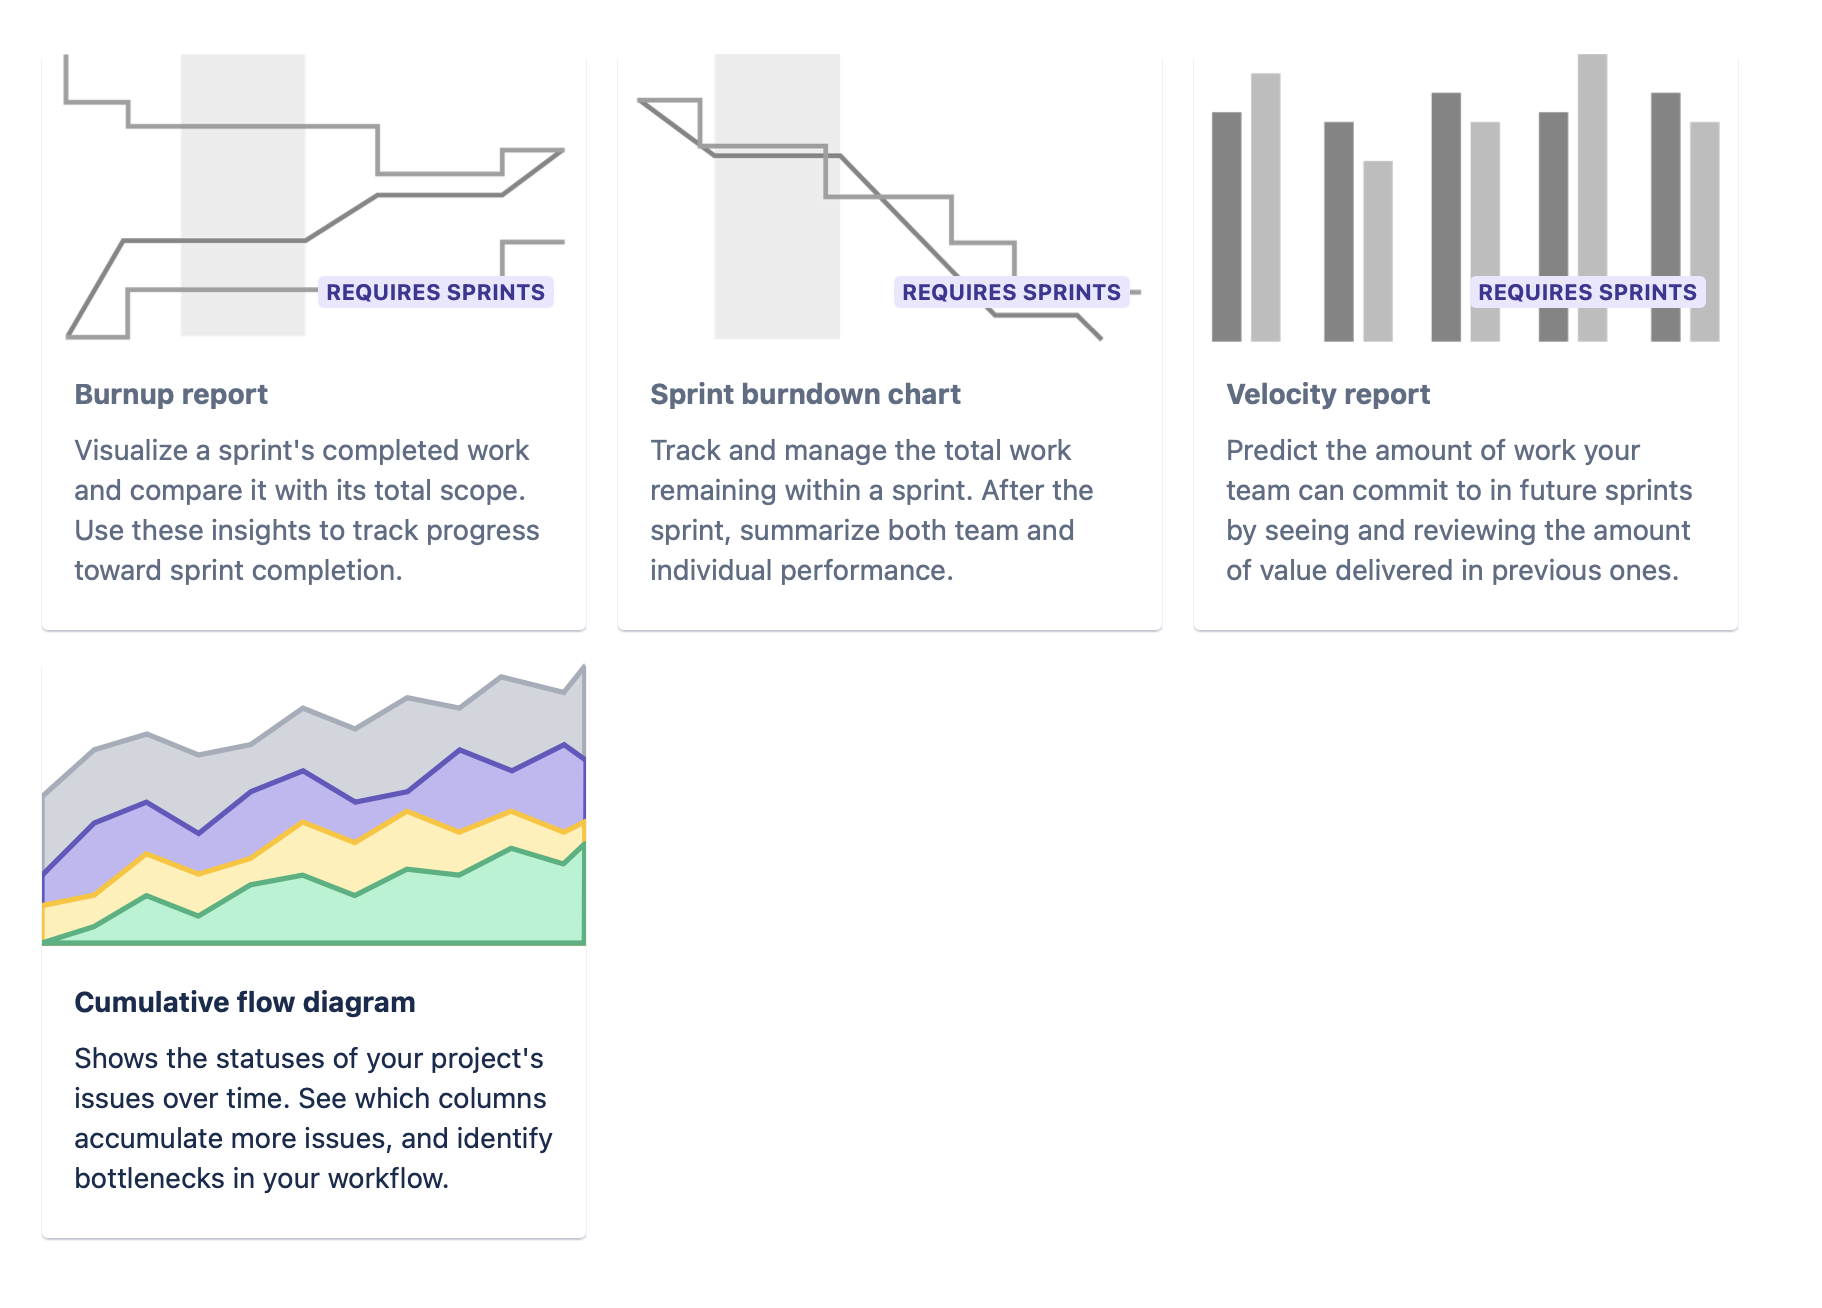 REQUIRES SPRINTS
Burnup report
Visualize a sprint's completed work
and compare it with its total scope.
Use these insights to track progress
toward sprint completion.
REQUIRES SPRINTS
Sprint burndown chart
Track and manage the total work
remaining within a sprint. After the
sprint, summarize both team and
individual performance.
REQUIRES SPRINTS
Velocity report
Predict the amount of work your
team can commit to in future sprints
by seeing and reviewing the amount
of value delivered in previous ones.
Cumulative flow diagram
Shows the statuses of your project's
issues over time. See which columns
accumulate more issues, and identify
bottlenecks in your workflow.